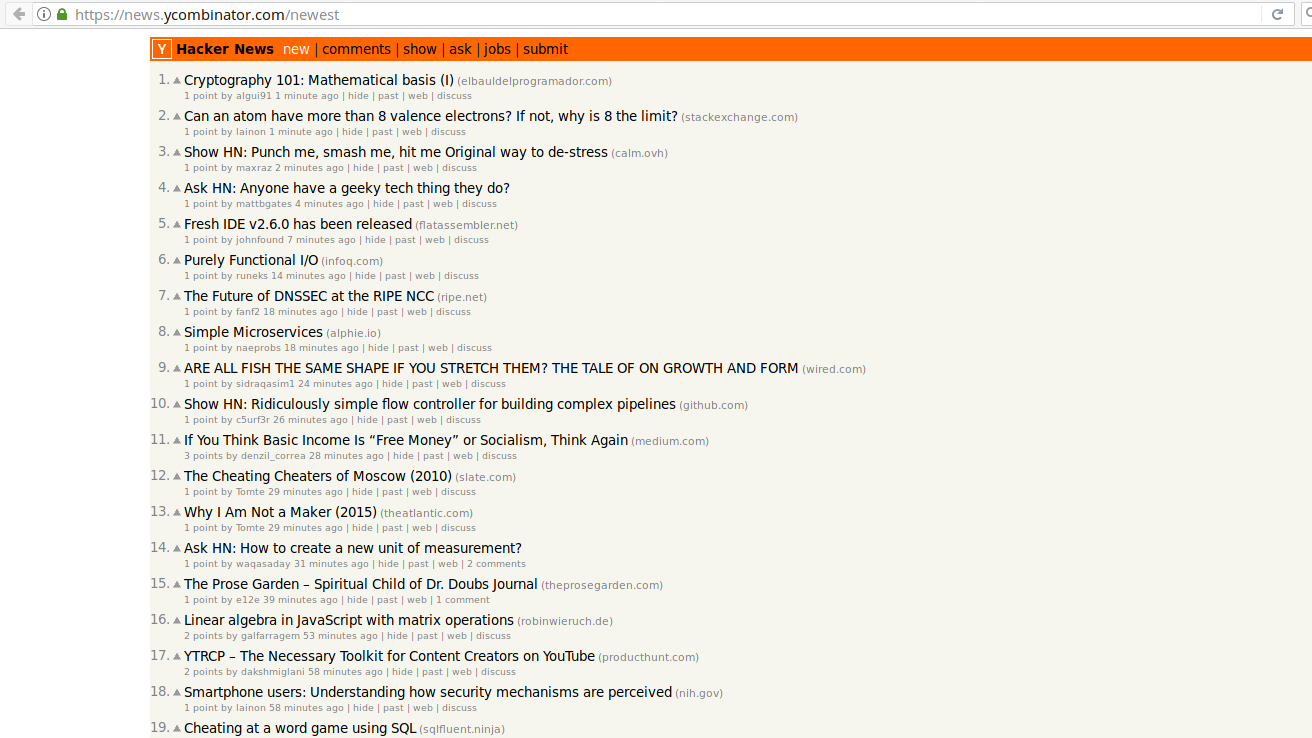 https://news.ycombinator.com/newest
Y Hacker News new | comments | show | ask | jobs | submit
1. Cryptography 101: Mathematical basis (I) (elbauldelprogramador.com)
1 point by algui91 1 minute ago | hide | past | web | discuss
2. Can an atom have more than 8 valence electrons? If not, why is 8 the limit? (stackexchange.com)
1 point by lainon 1 minute ago | hide | past | web | discuss
3. Show HN: Punch me, smash me, hit me Original way to de-stress (calm.ovh)
1 point by maxraz 2 minutes ago | hide | past | web | discuss
4. Ask HN: Anyone have a geeky tech thing they do?
1 point by mattbgates 4 minutes ago | hide | past | web | discuss
5. Fresh IDE v2.6.0 has been released (flatassembler.net)
1 point by johnfound 7 minutes ago | hide | past | web | discuss
6. Purely Functional I/O (infoq.com)
1 point by runeks 14 minutes ago | hide | past | web | discuss
7. The Future of DNSSEC at the RIPE NCC (ripe.net)
1 point by fanf2 18 minutes ago | hide | past | web | discuss
8. Simple Microservices (alphie.io)
1 point by naeprobs 18 minutes ago | hide | past | web | discuss
9. ARE ALL FISH THE SAME SHAPE IF YOU STRETCH THEM? THE TALE OF ON GROWTH AND FORM (wired.com)
1 point by sidraqasim1 24 minutes ago | hide | past | web | discuss
10. Show HN: Ridiculously simple flow controller for building complex pipelines (github.com)
1 point by c5urf3r 26 minutes ago | hide | past | web | discuss
11. If You Think Basic Income Is “Free Money” or Socialism, Think Again (medium.com)
3 points by denzil_correa 28 minutes ago | hide | past | web | discuss
12. The Cheating Cheaters of Moscow (2010) (slate.com)
1 point by Tomte 29 minutes ago | hide | past | web | discuss
13. Why I Am Not a Maker (2015) (theatlantic.com)
1 point by Tomte 29 minutes ago | hide | past | web | discuss
14. Ask HN: How to create a new unit of measurement?
1 point by waqasaday 31 minutes ago | hide | past | web | 2 comments
15. The Prose Garden – Spiritual Child of Dr. Doubs Journal (theprosegarden.com)
1 point by e12e 39 minutes ago | hide | past | web | 1 comment
16. Linear algebra in JavaScript with matrix operations (robinwieruch.de)
2 points by galfarragem 53 minutes ago | hide | past | web | discuss
17. YTRCP – The Necessary Toolkit for Content Creators on YouTube (producthunt.com)
2 points by dakshmiglani 58 minutes ago | hide | past | web | discuss
18. Smartphone users: Understanding how security mechanisms are perceived (nih.gov)
1 point by lainon 58 minutes ago | hide | past | web | discuss
19. Cheating at a word game using SQL (sqlfluent.ninja)